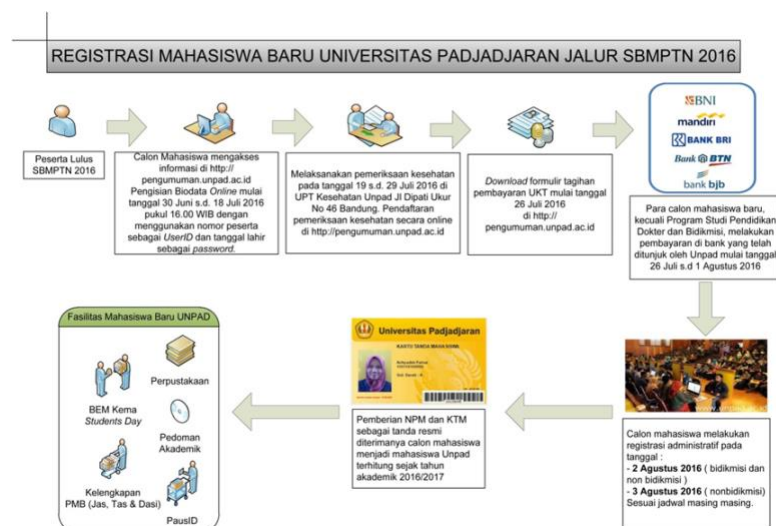 REGISTRASI MAHASISWA BARU UNIVERSITAS PADJADJARAN JALUR SBMPTN 2016
Peserta Lulus
SBMPTN 2016
Calon Mahasiswa mengakses
informasi di http://
pengumuman.unpad.ac.id
Pengisian Biodata Online mulai
tanggal 30 Juni s.d. 18 Juli 2016
pukul 16.00 WIB dengan
menggunakan nomor peserta
sebagai UserID dan tanggal lahir
sebagai password.
Melaksanakan pemeriksaan kesehatan
pada tanggal 19 s.d. 29 Juli 2016 di
UPT Kesehatan Unpad Jl Dipati Ukur
No 46 Bandung. Pendaftaran
pemeriksaan kesehatan secara online
di http://pengumuman.unpad.ac.id
Download formulir tagihan
pembayaran UKT mulai tanggal
26 Juli 2016
di http://
pengumuman.unpad.ac.id
BNI
mandiri
BANK BRI
Bank BTN
bank bjb
Para calon mahasiswa baru,
kecuali Program Studi Pendidikan
Dokter dan Bidikmisi, melakukan
pembayaran di bank yang telah
ditunjuk oleh Unpad mulai tanggal
26 Juli s.d 1 Agustus 2016
Calon mahasiswa melakukan
registrasi administratif pada
tanggal :
- 2 Agustus 2016 ( bidikmisi dan
non bidikmisi )
- 3 Agustus 2016 ( nonbidikmisi)
Sesuai jadwal masing masing.
Universitas Padjadjaran
KARTU TANDA MAHASISWA
Pemberian NPM dan KTM
sebagai tanda resmi
diterimanya calon mahasiswa
menjadi mahasiswa Unpad
terhitung sejak tahun
akademik 2016/2017
Fasilitas Mahasiswa Baru UNPAD
Perpustakaan
BEM Kema
Students Day
Pedoman
Akademik
Kelengkapan
PMB (Jas, Tas & Dasi)
PausID